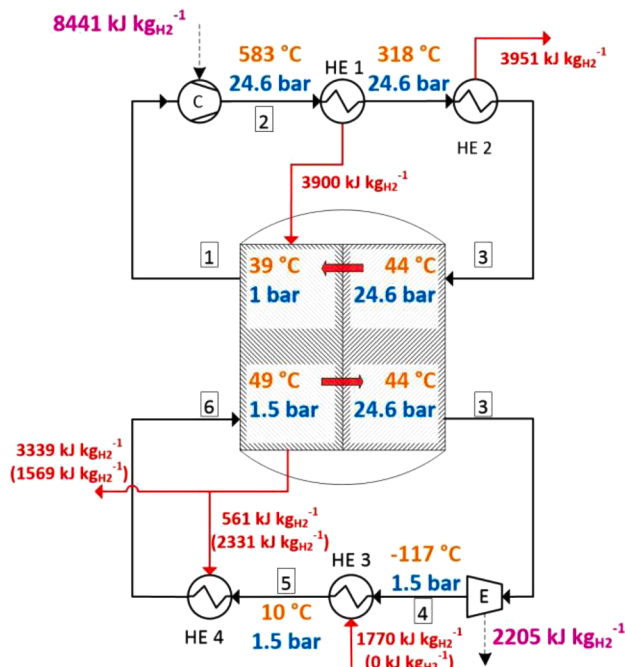 8441 kJ kgH2⁻¹
583 °C
24.6 bar
HE 1
318 °C
24.6 bar
3951 kJ kgH2⁻¹
C
2
HE 2
3900 kJ kgH2⁻¹
1
39 °C
1 bar
44 °C
24.6 bar
3
49 °C
1.5 bar
44 °C
24.6 bar
6
3
3339 kJ kgH2⁻¹
(1569 kJ kgH2⁻¹)
561 kJ kgH2⁻¹
(2331 kJ kgH2⁻¹)
HE 4
5
10 °C
1.5 bar
HE 3
-117 °C
1.5 bar
4
E
1770 kJ kgH2⁻¹
(0 kJ kgH2⁻¹)
2205 kJ kgH2⁻¹